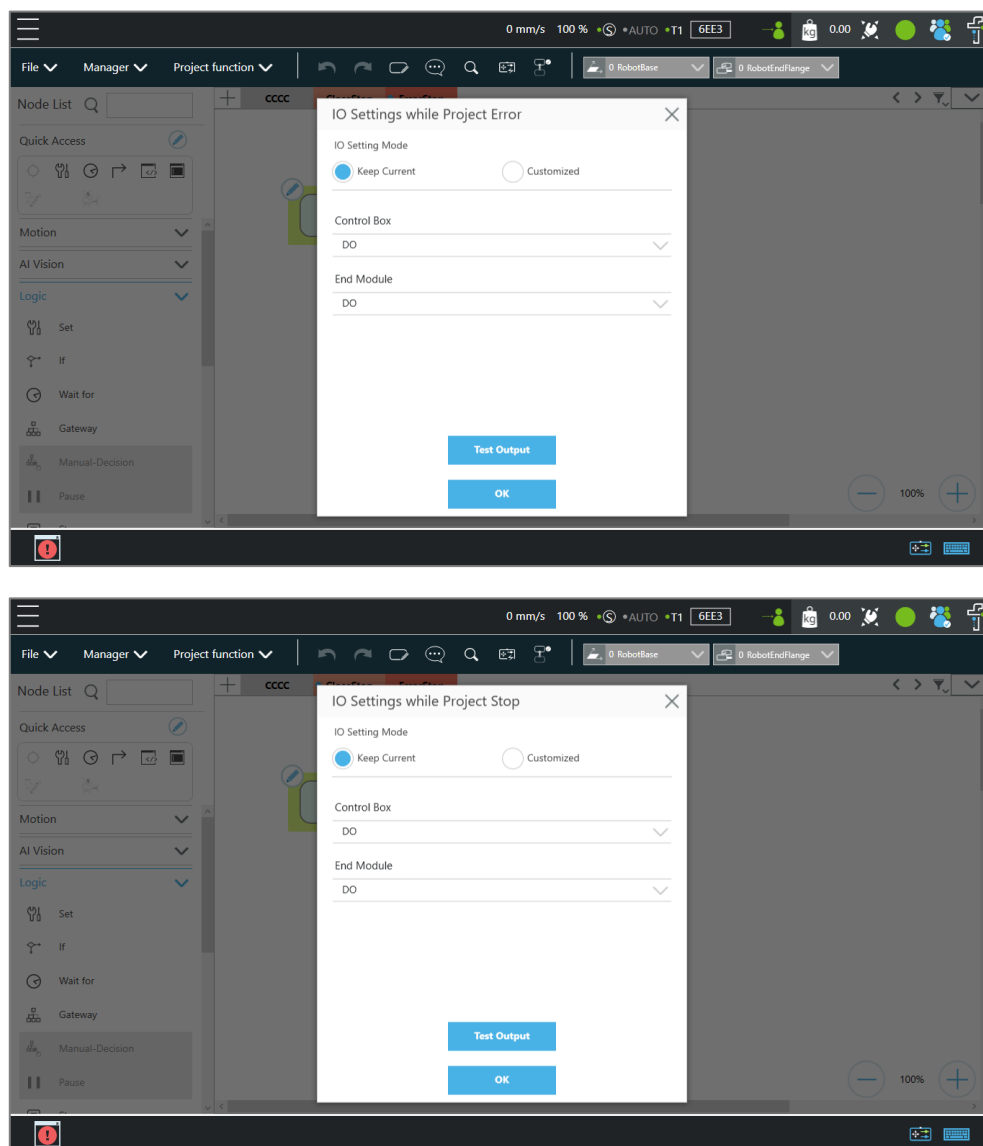 0 mm/s 100 % •Ⓢ •AUTO •T1 6EE3 kg 0.00
File Manager Project function 0 RobotBase 0 RobotEndFlange
Node List
cccc
IO Settings while Project Error
Quick Access
IO Setting Mode
Keep Current Customized
Control Box
Motion
DO
AI Vision
End Module
Logic
DO
Set
If
Wait for
Gateway
Test Output
Manual-Decision
OK
Pause
100%
0 mm/s 100 % •Ⓢ •AUTO •T1 6EE3 kg 0.00
File Manager Project function 0 RobotBase 0 RobotEndFlange
Node List
cccc
IO Settings while Project Stop
Quick Access
IO Setting Mode
Keep Current Customized
Control Box
Motion
DO
AI Vision
End Module
Logic
DO
Set
If
Wait for
Gateway
Test Output
Manual-Decision
OK
Pause
100%